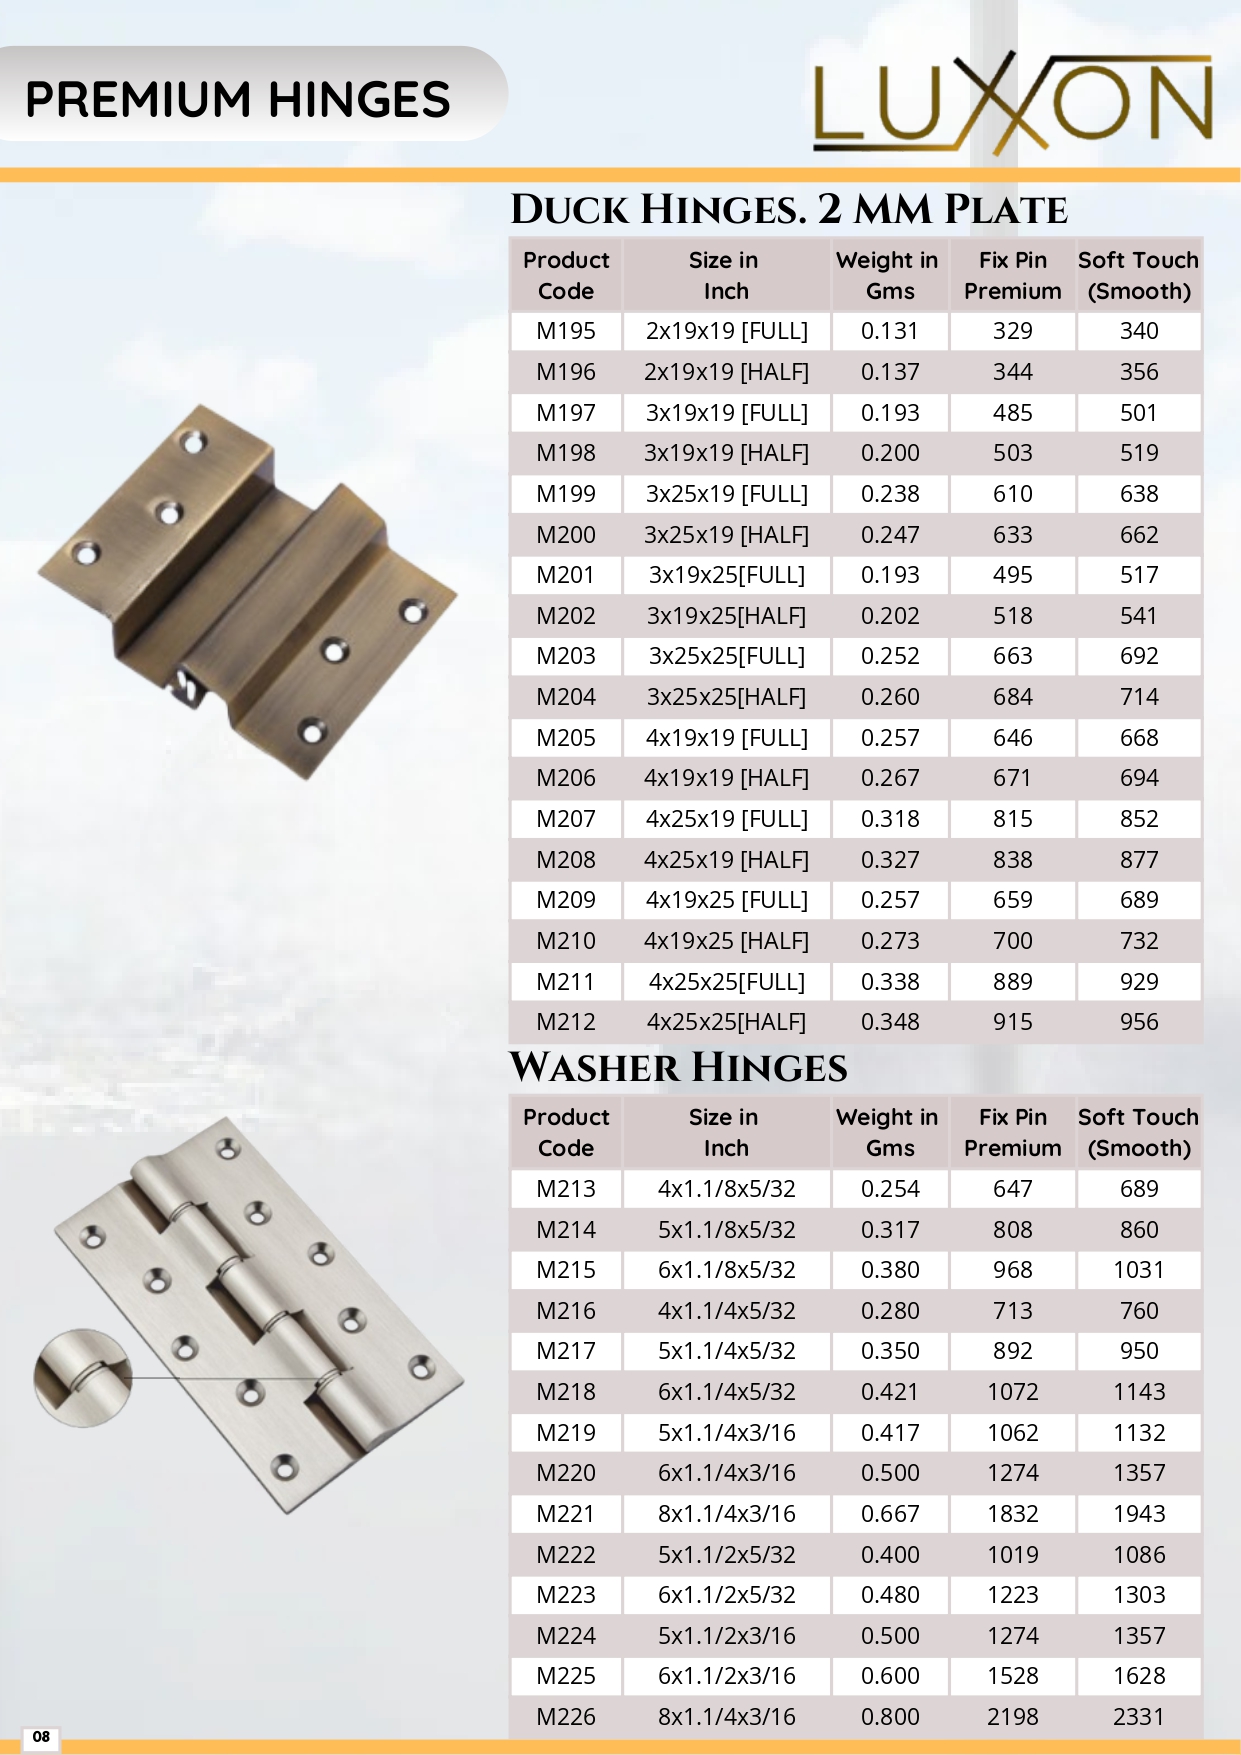 PREMIUM HINGES
LUXXON
DUCK HINGES. 2 MM PLATE
Product Code Size in Inch Weight in Gms Fix Pin Premium Soft Touch (Smooth)
M195 2x19x19 [FULL] 0.131 329 340
M196 2x19x19 [HALF] 0.137 344 356
M197 3x19x19 [FULL] 0.193 485 501
M198 3x19x19 [HALF] 0.200 503 519
M199 3x25x19 [FULL] 0.238 610 638
M200 3x25x19 [HALF] 0.247 633 662
M201 3x19x25[FULL] 0.193 495 517
M202 3x19x25[HALF] 0.202 518 541
M203 3x25x25[FULL] 0.252 663 692
M204 3x25x25[HALF] 0.260 684 714
M205 4x19x19 [FULL] 0.257 646 668
M206 4x19x19 [HALF] 0.267 671 694
M207 4x25x19 [FULL] 0.318 815 852
M208 4x25x19 [HALF] 0.327 838 877
M209 4x19x25 [FULL] 0.257 659 689
M210 4x19x25 [HALF] 0.273 700 732
M211 4x25x25[FULL] 0.338 889 929
M212 4x25x25[HALF] 0.348 915 956
WASHER HINGES
Product Code Size in Inch Weight in Gms Fix Pin Premium Soft Touch (Smooth)
M213 4x1.1/8x5/32 0.254 647 689
M214 5x1.1/8x5/32 0.317 808 860
M215 6x1.1/8x5/32 0.380 968 1031
M216 4x1.1/4x5/32 0.280 713 760
M217 5x1.1/4x5/32 0.350 892 950
M218 6x1.1/4x5/32 0.421 1072 1143
M219 5x1.1/4x3/16 0.417 1062 1132
M220 6x1.1/4x3/16 0.500 1274 1357
M221 8x1.1/4x3/16 0.667 1832 1943
M222 5x1.1/2x5/32 0.400 1019 1086
M223 6x1.1/2x5/32 0.480 1223 1303
M224 5x1.1/2x3/16 0.500 1274 1357
M225 6x1.1/2x3/16 0.600 1528 1628
M226 8x1.1/4x3/16 0.800 2198 2331
08